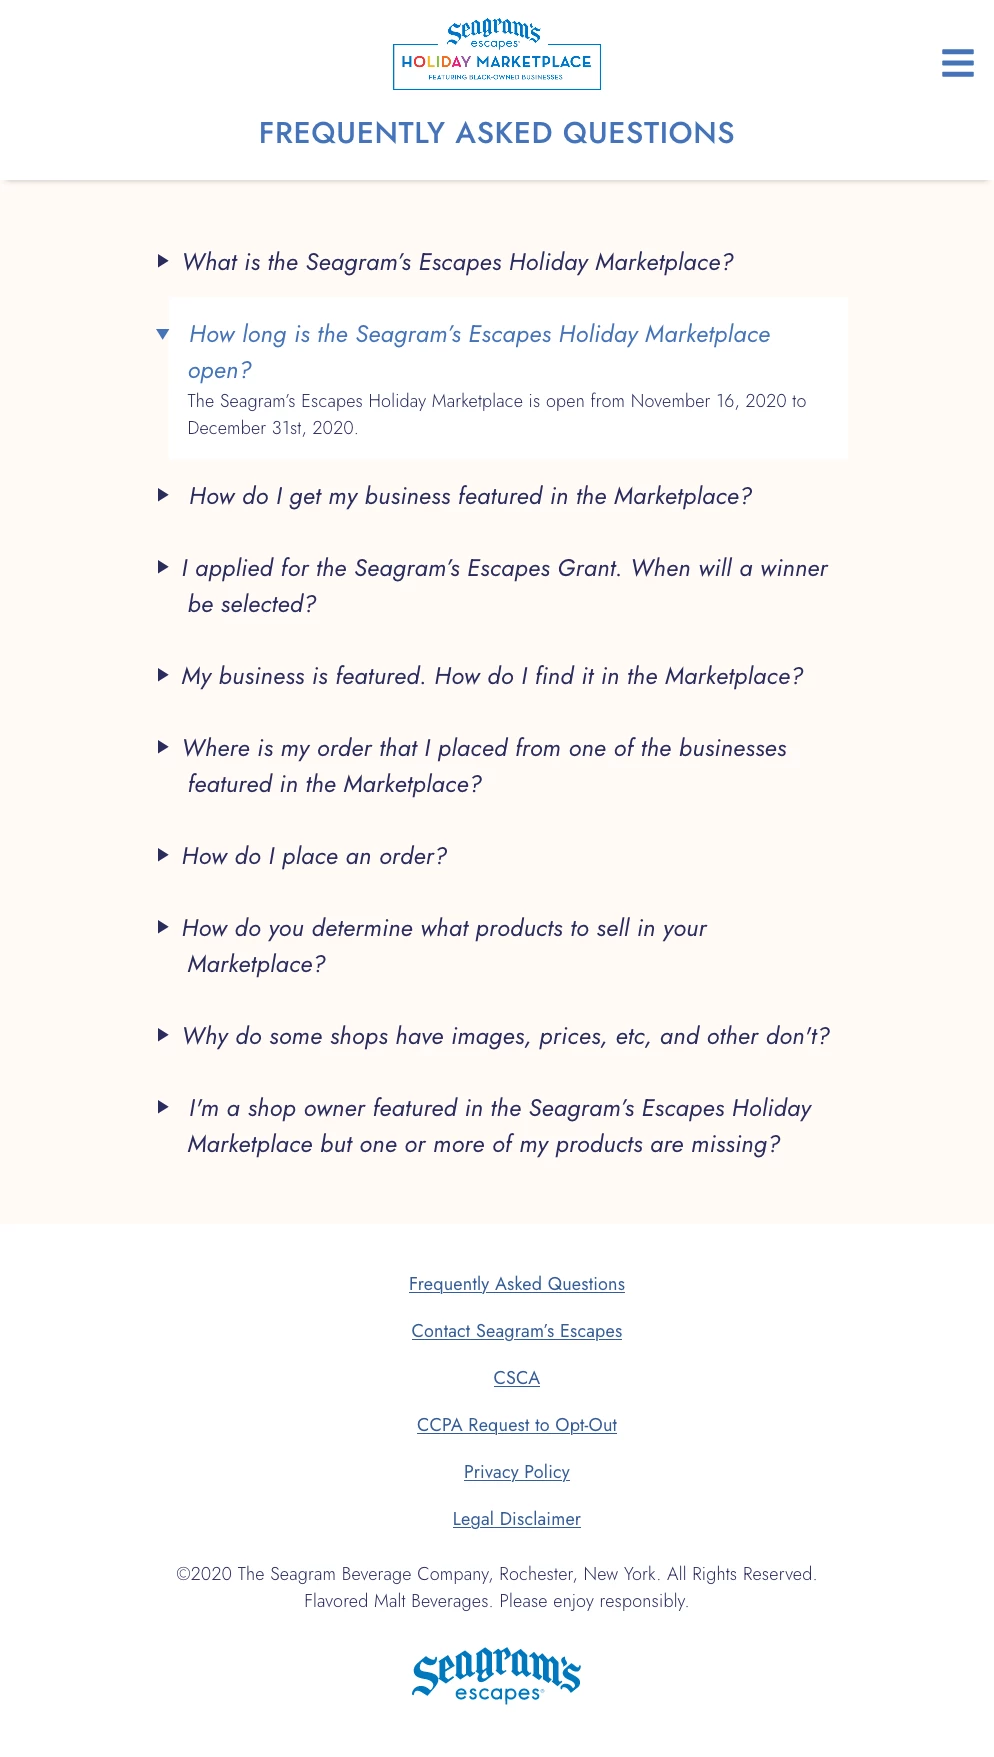 Seagram's
escapes
HOLIDAY MARKETPLACE
FEATURING BLACK-OWNED BUSINESSES
FREQUENTLY ASKED QUESTIONS
What is the Seagram’s Escapes Holiday Marketplace?
How long is the Seagram’s Escapes Holiday Marketplace
open?
The Seagram’s Escapes Holiday Marketplace is open from November 16, 2020 to
December 31st, 2020.
How do I get my business featured in the Marketplace?
I applied for the Seagram’s Escapes Grant. When will a winner
be selected?
My business is featured. How do I find it in the Marketplace?
Where is my order that I placed from one of the businesses
featured in the Marketplace?
How do I place an order?
How do you determine what products to sell in your
Marketplace?
Why do some shops have images, prices, etc, and other don't?
I'm a shop owner featured in the Seagram’s Escapes Holiday
Marketplace but one or more of my products are missing?
Frequently Asked Questions
Contact Seagram’s Escapes
CSCA
CCPA Request to Opt-Out
Privacy Policy
Legal Disclaimer
©2020 The Seagram Beverage Company, Rochester, New York. All Rights Reserved.
Flavored Malt Beverages. Please enjoy responsibly.
Seagram's
escapes®